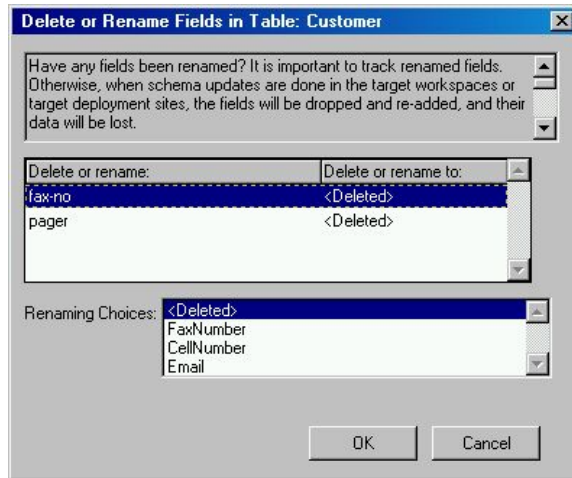 Delete or Rename Fields in Table: Customer
Have any fields been renamed? It is important to track renamed fields.
Otherwise, when schema updates are done in the target workspaces or
target deployment sites, the fields will be dropped and re-added, and their
data will be lost.
Delete or rename: Delete or rename to:
fax-no <Deleted>
pager <Deleted>
Renaming Choices: <Deleted>
FaxNumber
CellNumber
Email
OK Cancel